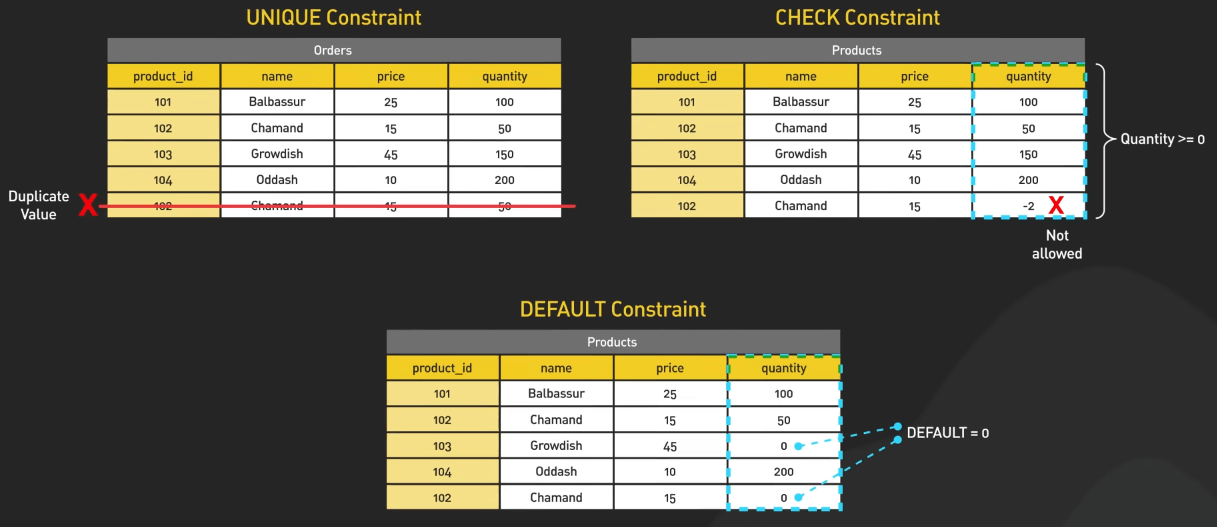 UNIQUE Constraint
Orders
product_id name price quantity
101 Balbassur 25 100
102 Chamand 15 50
103 Growdish 45 150
104 Oddash 10 200
102 Chamand 15 50
Duplicate
Value
X
CHECK Constraint
Products
product_id name price quantity
101 Balbassur 25 100
102 Chamand 15 50
103 Growdish 45 150
104 Oddash 10 200
102 Chamand 15 -2 X
Quantity >= 0
Not
allowed
DEFAULT Constraint
Products
product_id name price quantity
101 Balbassur 25 100
102 Chamand 15 50
103 Growdish 45 0
104 Oddash 10 200
102 Chamand 15 0
DEFAULT = 0